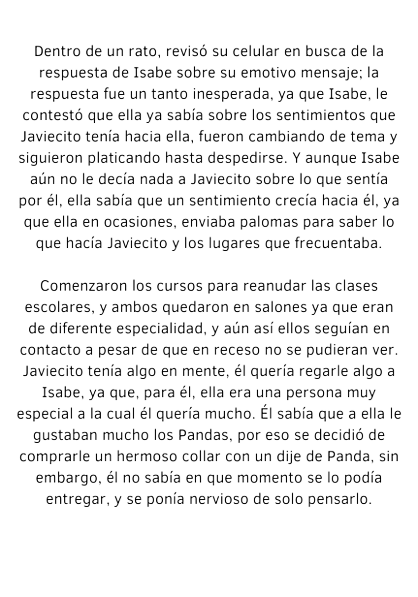 Dentro de un rato, revisó su celular en busca de la
respuesta de Isabe sobre su emotivo mensaje; la
respuesta fue un tanto inesperada, ya que Isabe, le
contestó que ella ya sabía sobre los sentimientos que
Javiecito tenía hacia ella, fueron cambiando de tema y
siguieron platicando hasta despedirse. Y aunque Isabe
aún no le decía nada a Javiecito sobre lo que sentía
por él, ella sabía que un sentimiento crecía hacia él, ya
que ella en ocasiones, enviaba palomas para saber lo
que hacía Javiecito y los lugares que frecuentaba.

Comenzaron los cursos para reanudar las clases
escolares, y ambos quedaron en salones ya que eran
de diferente especialidad, y aún así ellos seguían en
contacto a pesar de que en receso no se pudieran ver.
Javiecito tenía algo en mente, él quería regarle algo a
Isabe, ya que, para él, ella era una persona muy
especial a la cual él quería mucho. Él sabía que a ella le
gustaban mucho los Pandas, por eso se decidió de
comprarle un hermoso collar con un dije de Panda, sin
embargo, él no sabía en que momento se lo podía
entregar, y se ponía nervioso de solo pensarlo.